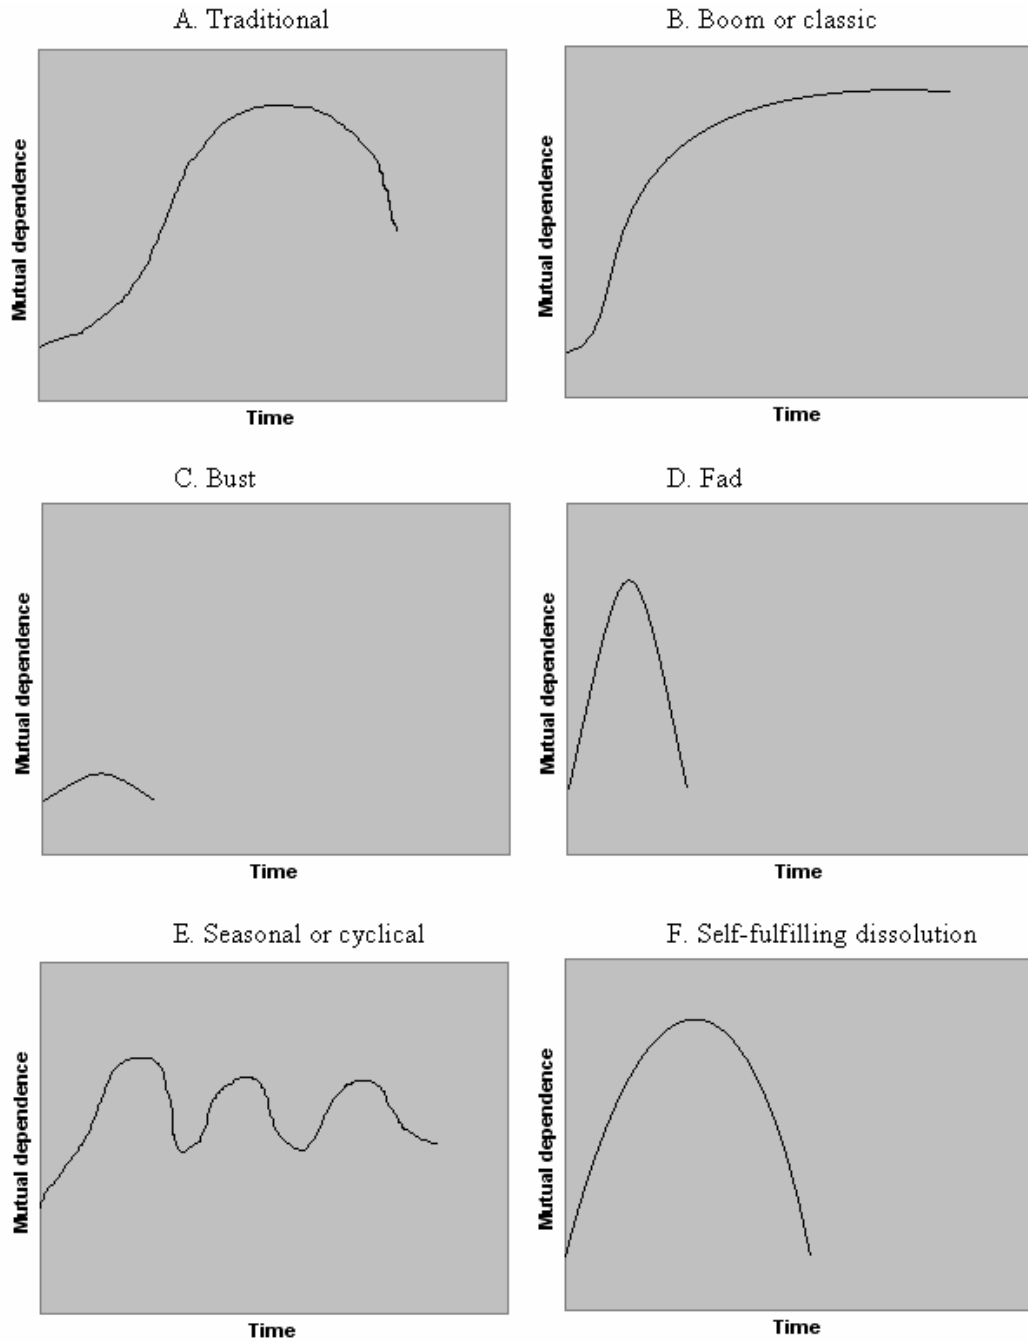 A. Traditional
B. Boom or classic
Mutual dependence
Mutual dependence
Time
Time
C. Bust
D. Fad
Mutual dependence
Mutual dependence
Time
Time
E. Seasonal or cyclical
F. Self-fulfilling dissolution
Mutual dependence
Mutual dependence
Time
Time